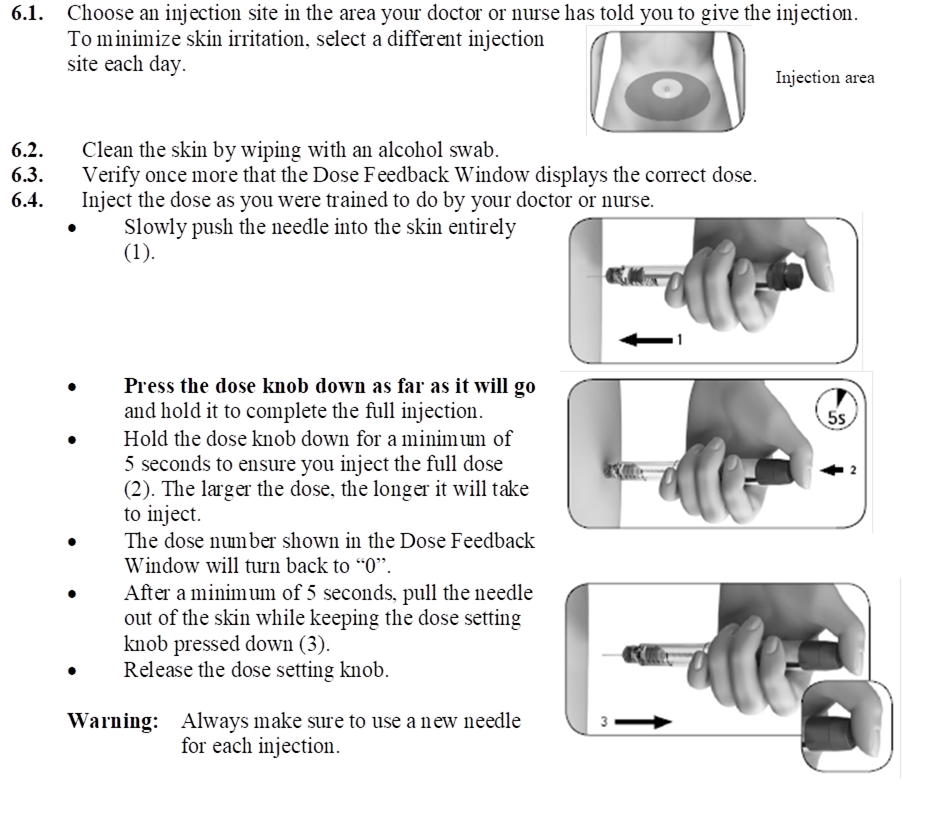 6.1. Choose an injection site in the area your doctor or nurse has told you to give the injection.
To minimize skin irritation, select a different injection
site each day.
Injection area
6.2. Clean the skin by wiping with an alcohol swab.
6.3. Verify once more that the Dose Feedback Window displays the correct dose.
6.4. Inject the dose as you were trained to do by your doctor or nurse.
• Slowly push the needle into the skin entirely
(1).
1
• Press the dose knob down as far as it will go
and hold it to complete the full injection.
• Hold the dose knob down for a minimum of
5 seconds to ensure you inject the full dose
(2). The larger the dose, the longer it will take
to inject.
5s
2
• The dose number shown in the Dose Feedback
Window will turn back to “0”.
• After a minimum of 5 seconds, pull the needle
out of the skin while keeping the dose setting
knob pressed down (3).
• Release the dose setting knob.
3
Warning: Always make sure to use a new needle
for each injection.